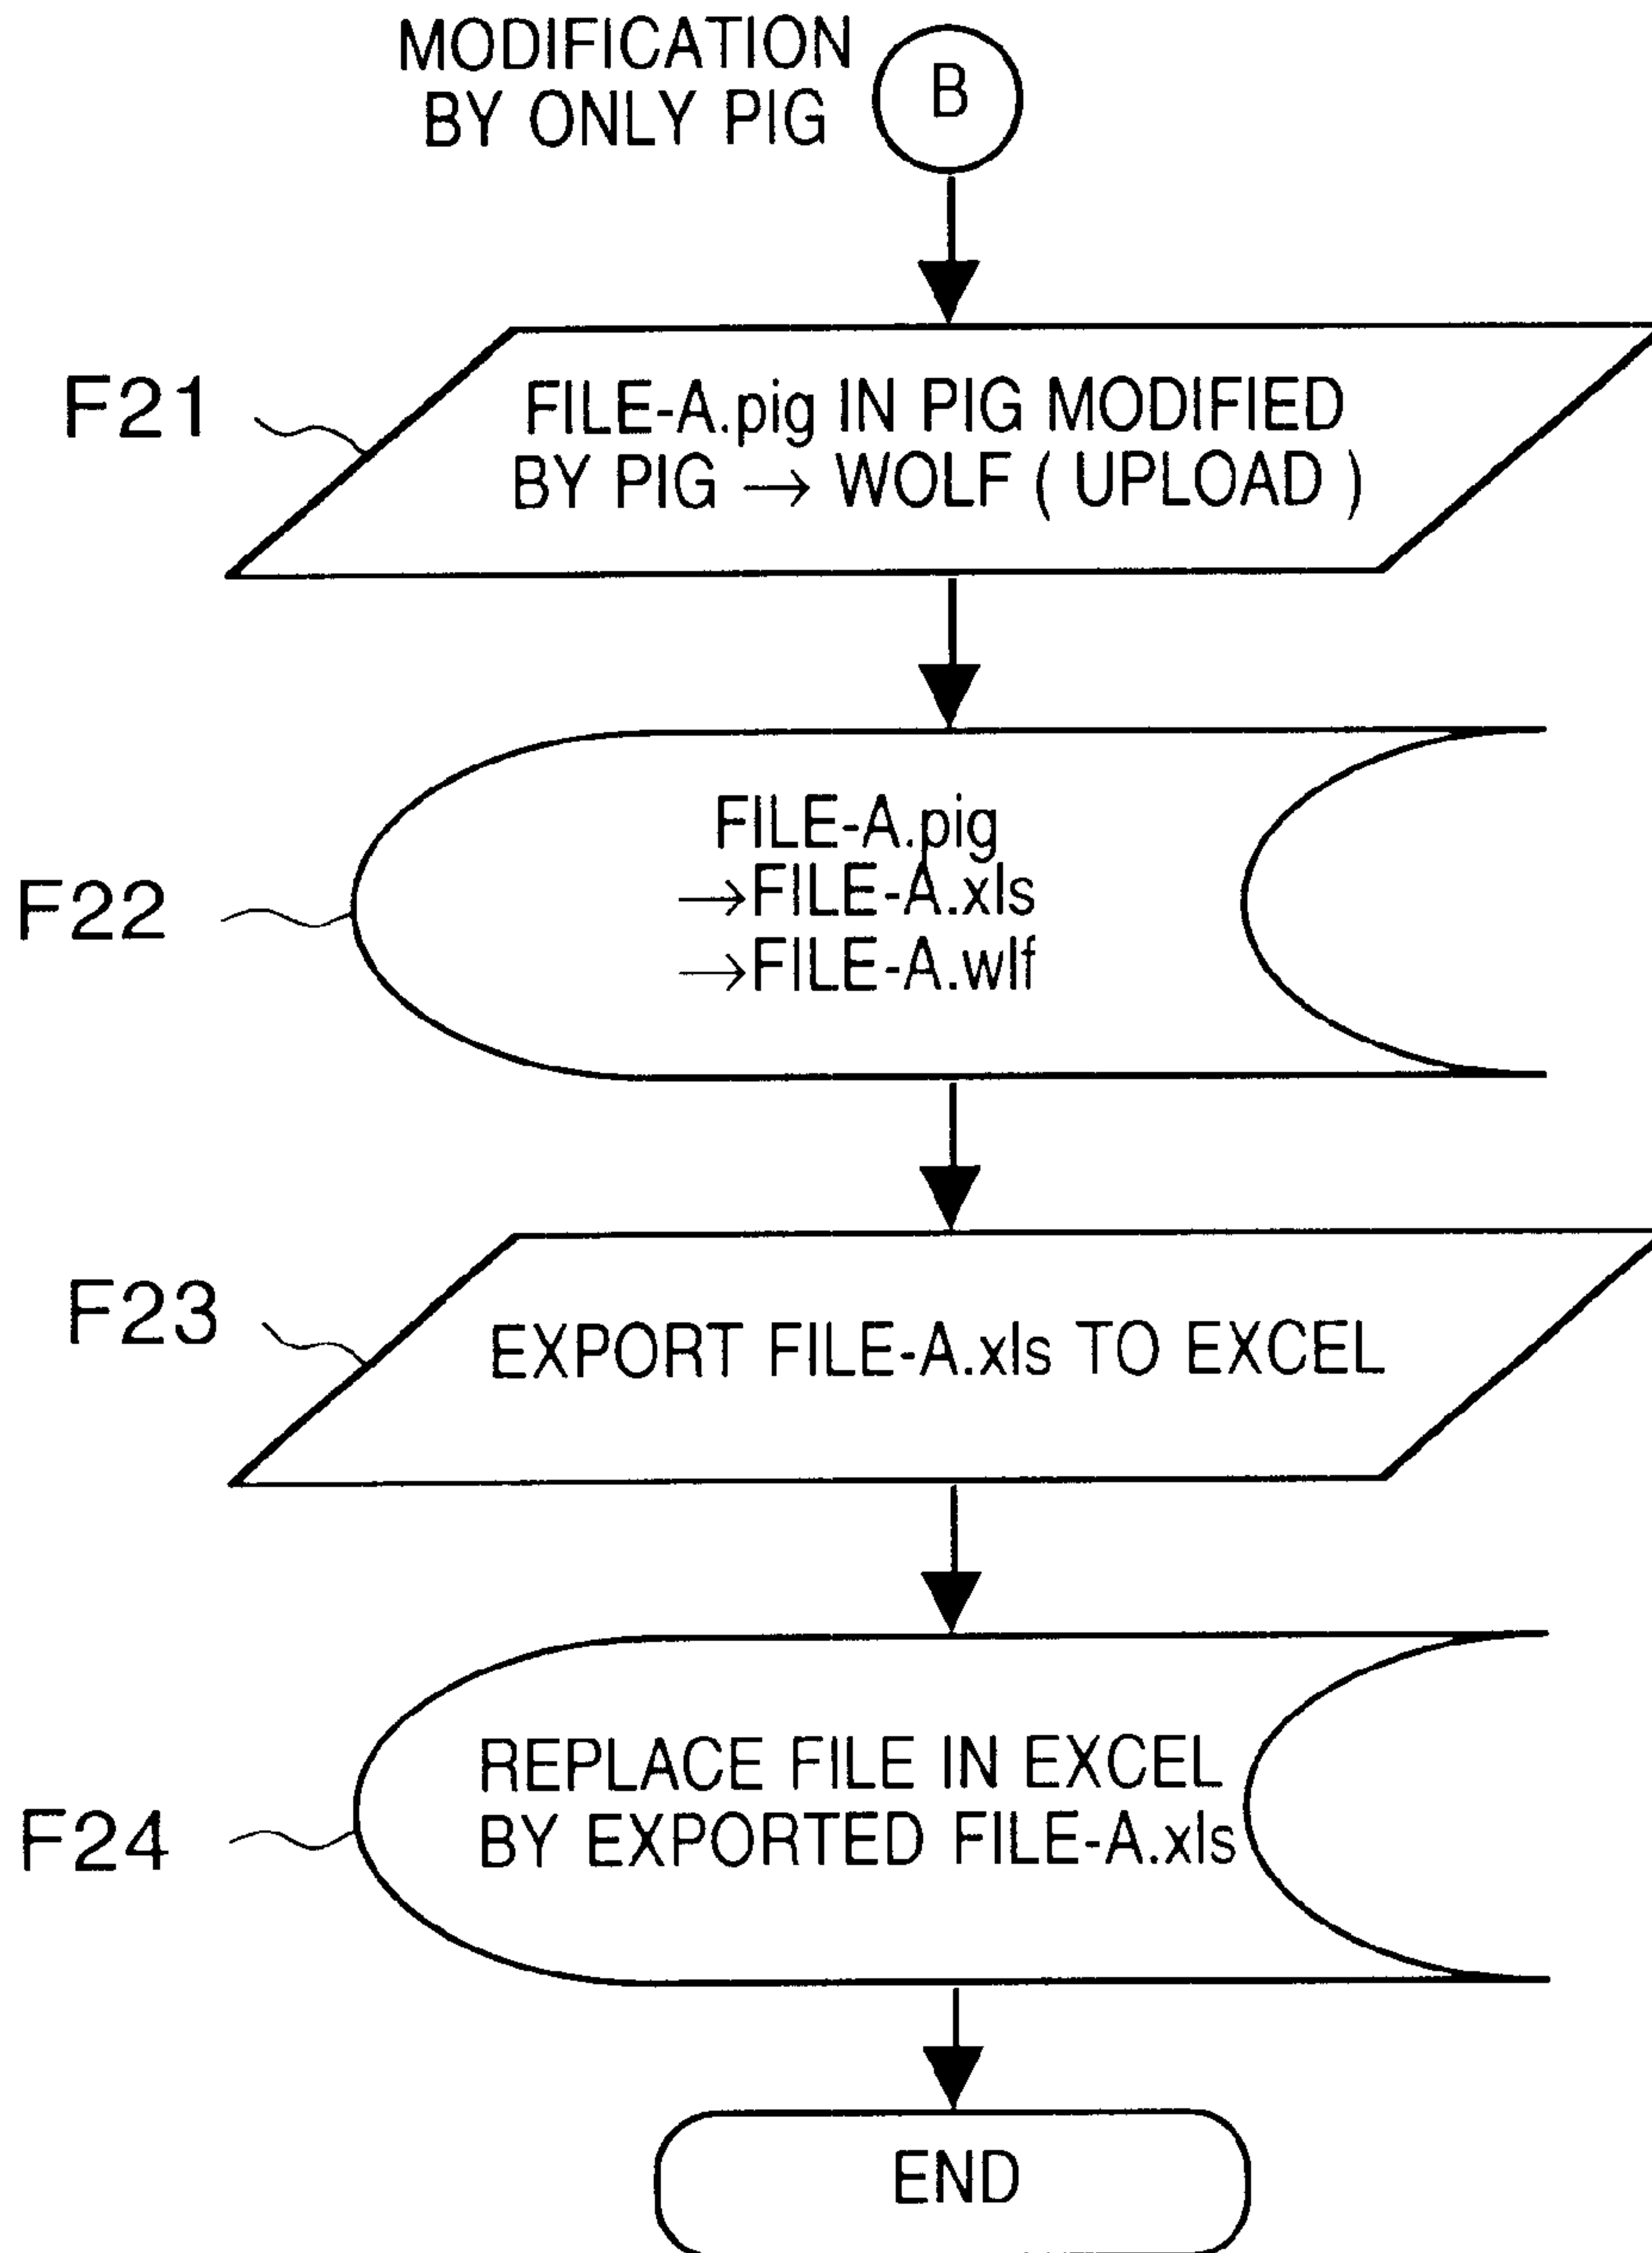 MODIFICATION
BY ONLY PIG
B
F21
FILE-A.pig IN PIG MODIFIED
BY PIG → WOLF ( UPLOAD )
F22
FILE-A.pig
→FILE-A.xls
→FILE-A.wlf
F23
EXPORT FILE-A.xls TO EXCEL
F24
REPLACE FILE IN EXCEL
BY EXPORTED FILE-A.xls
END